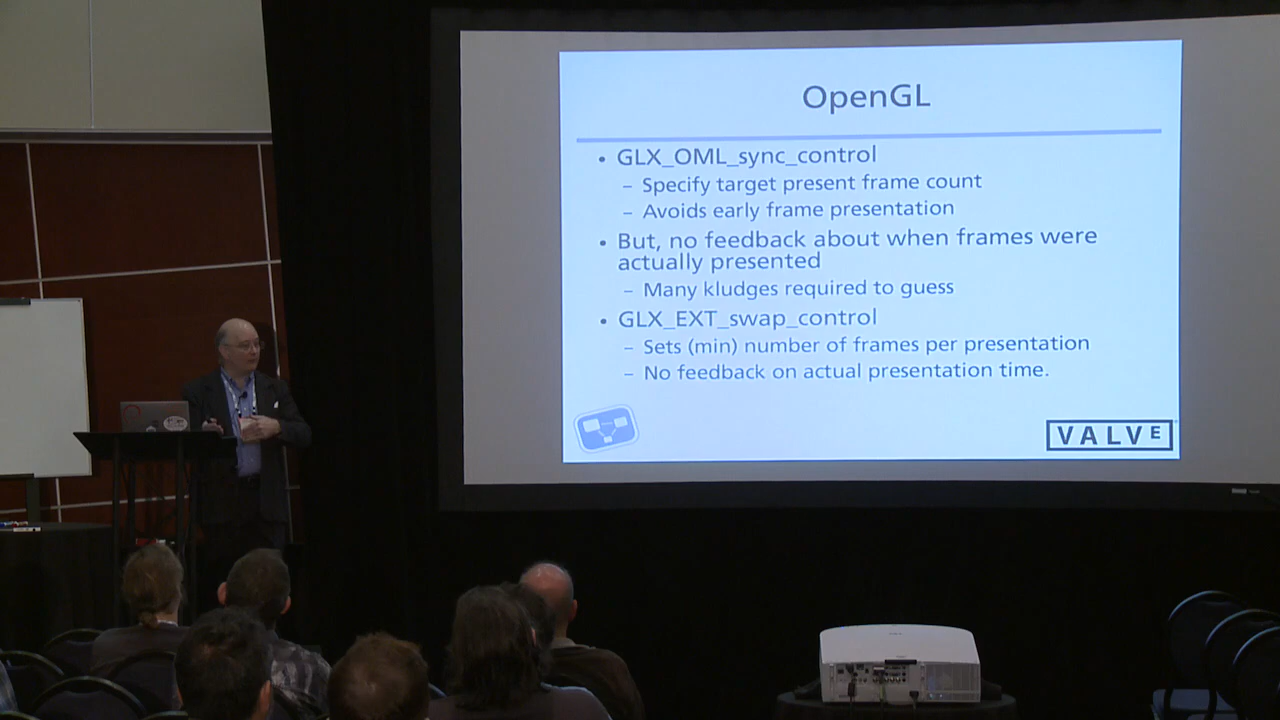 OpenGL
• GLX_OML_sync_control
– Specify target present frame count
– Avoids early frame presentation
• But, no feedback about when frames were
actually presented
– Many kludges required to guess
• GLX_EXT_swap_control
– Sets (min) number of frames per presentation
– No feedback on actual presentation time.
VALVE